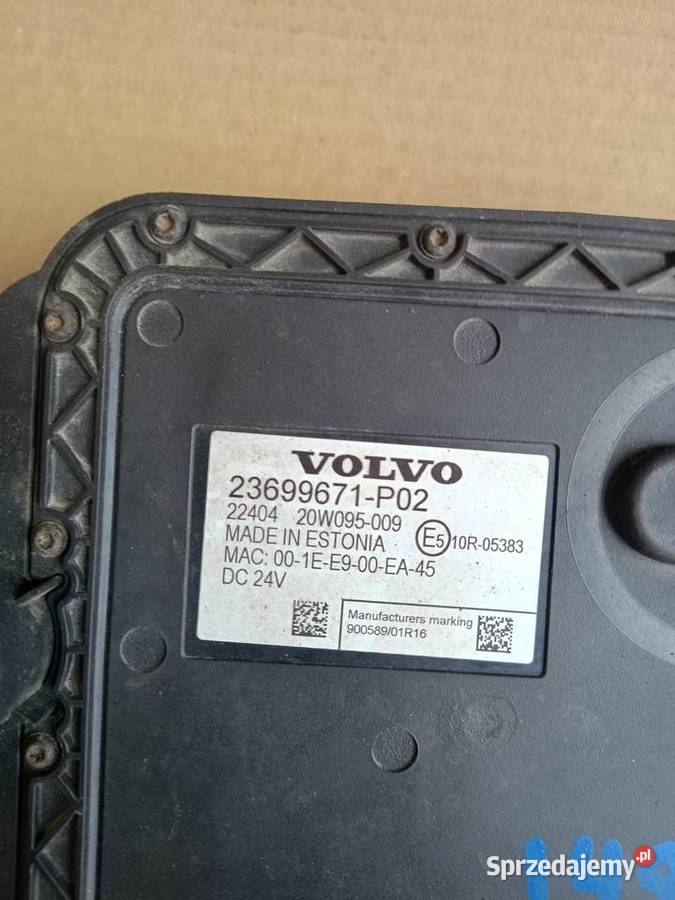 VOLVO
23699671-P02
22404 20W095-009
MADE IN ESTONIA E5 10R-05383
MAC: 00-1E-E9-00-EA-45
DC 24V
Manufacturers marking
900589/01R16
Sprzedajemy.pl